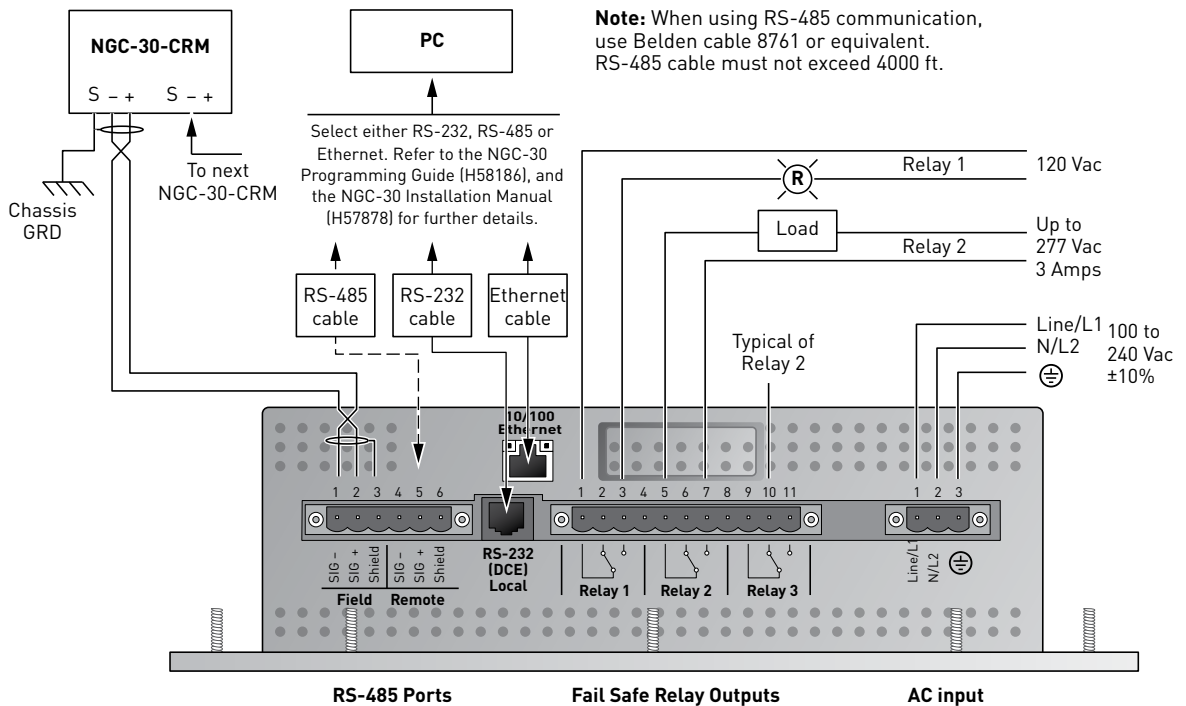 NGC-30-CRM
S – +
S – +
To next
NGC-30-CRM
Chassis
GRD
PC
Select either RS-232, RS-485 or
Ethernet. Refer to the NGC-30
Programming Guide (H58186), and
the NGC-30 Installation Manual
(H57878) for further details.
RS-485
cable
RS-232
cable
Ethernet
cable
Note: When using RS-485 communication,
use Belden cable 8761 or equivalent.
RS-485 cable must not exceed 4000 ft.
R
Relay 1
120 Vac
Load
Relay 2
Up to
277 Vac
3 Amps
Typical of
Relay 2
Line/L1
N/L2
100 to
240 Vac
±10%
10/100
Ethernet
1 2 3 4 5 6
1 2 3 4 5 6 7 8 9 10 11
1 2 3
SIG –
SIG +
Shield
SIG –
SIG +
Shield
Field
Remote
RS-232
(DCE)
Local
Relay 1
Relay 2
Relay 3
Line/L1
N/L2
RS-485 Ports
Fail Safe Relay Outputs
AC input